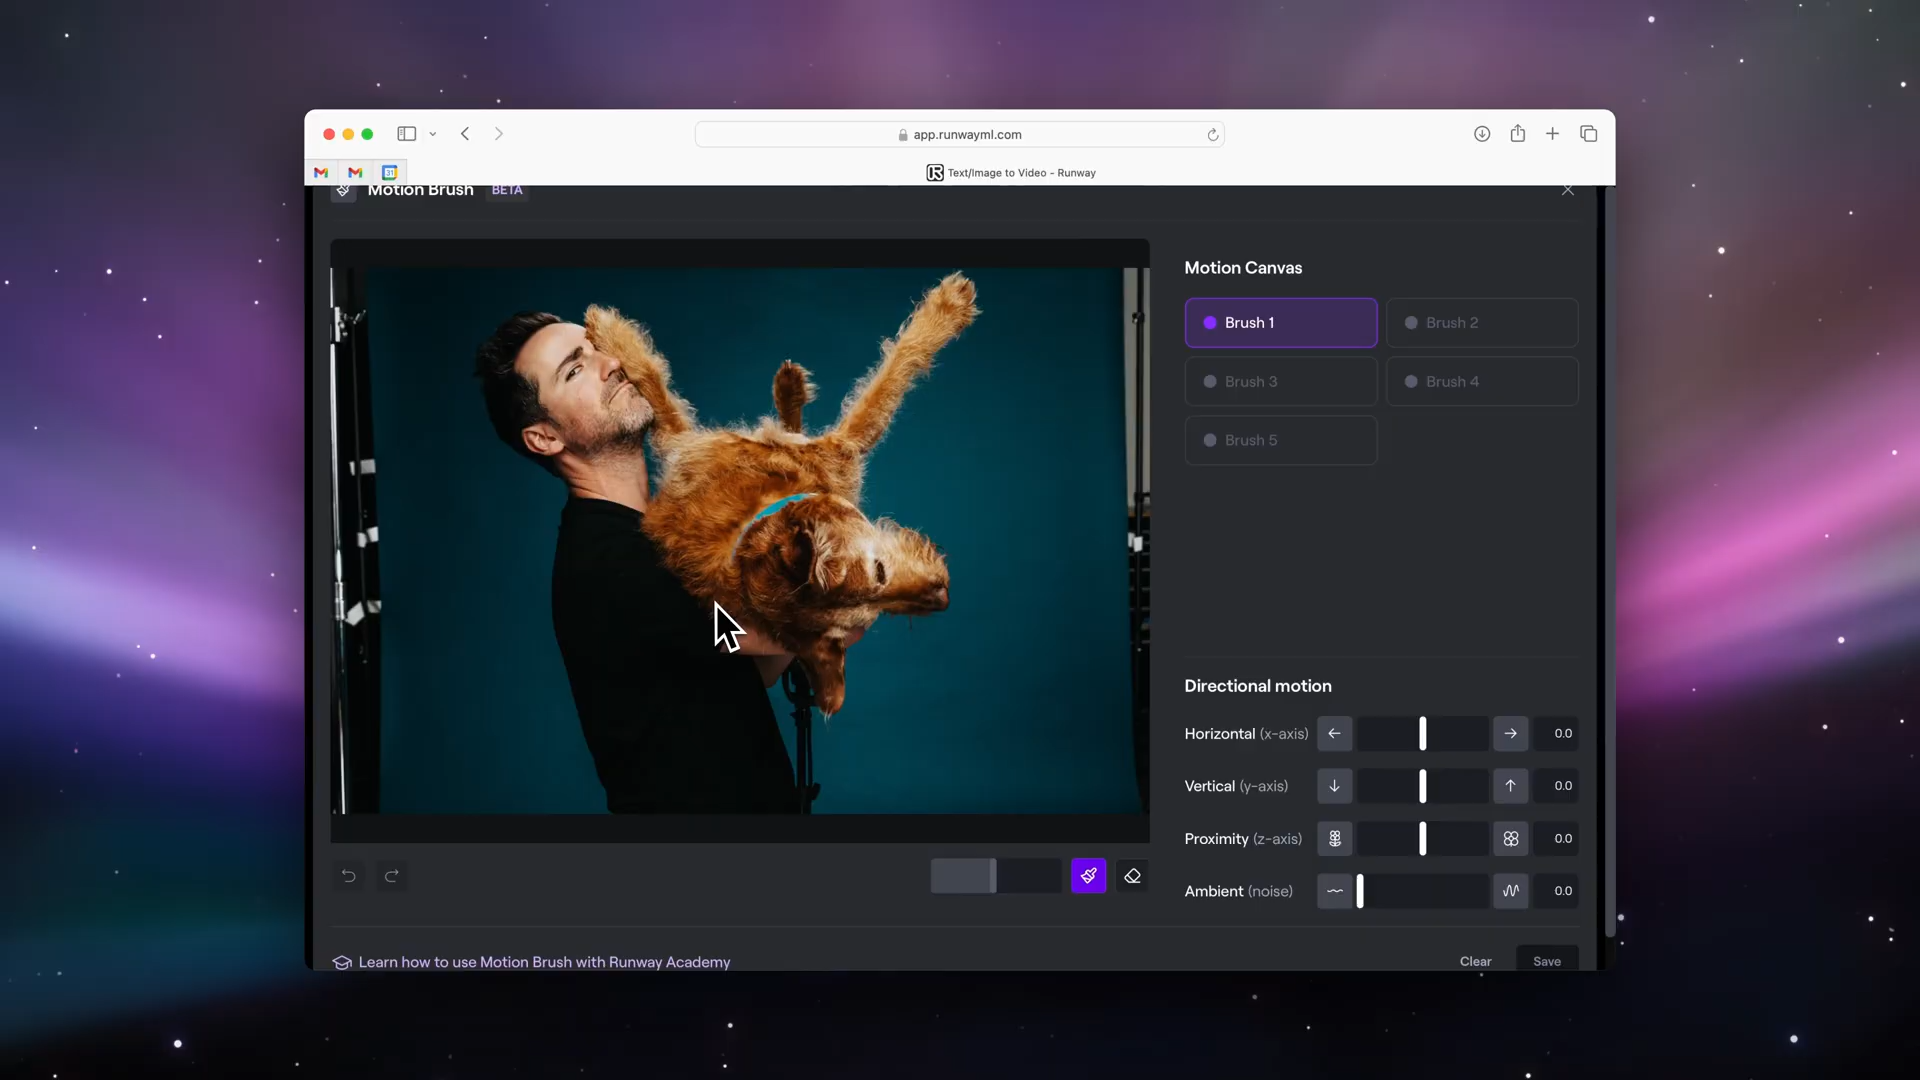 app.runwayml.com
31
Text/Image to Video - Runway
Motion Brush BETA
Motion Canvas
Brush 1
Brush 2
Brush 3
Brush 4
Brush 5
Directional motion
Horizontal (x-axis) 0.0
Vertical (y-axis) 0.0
Proximity (z-axis) 0.0
Ambient (noise) 0.0
Learn how to use Motion Brush with Runway Academy
Clear
Save